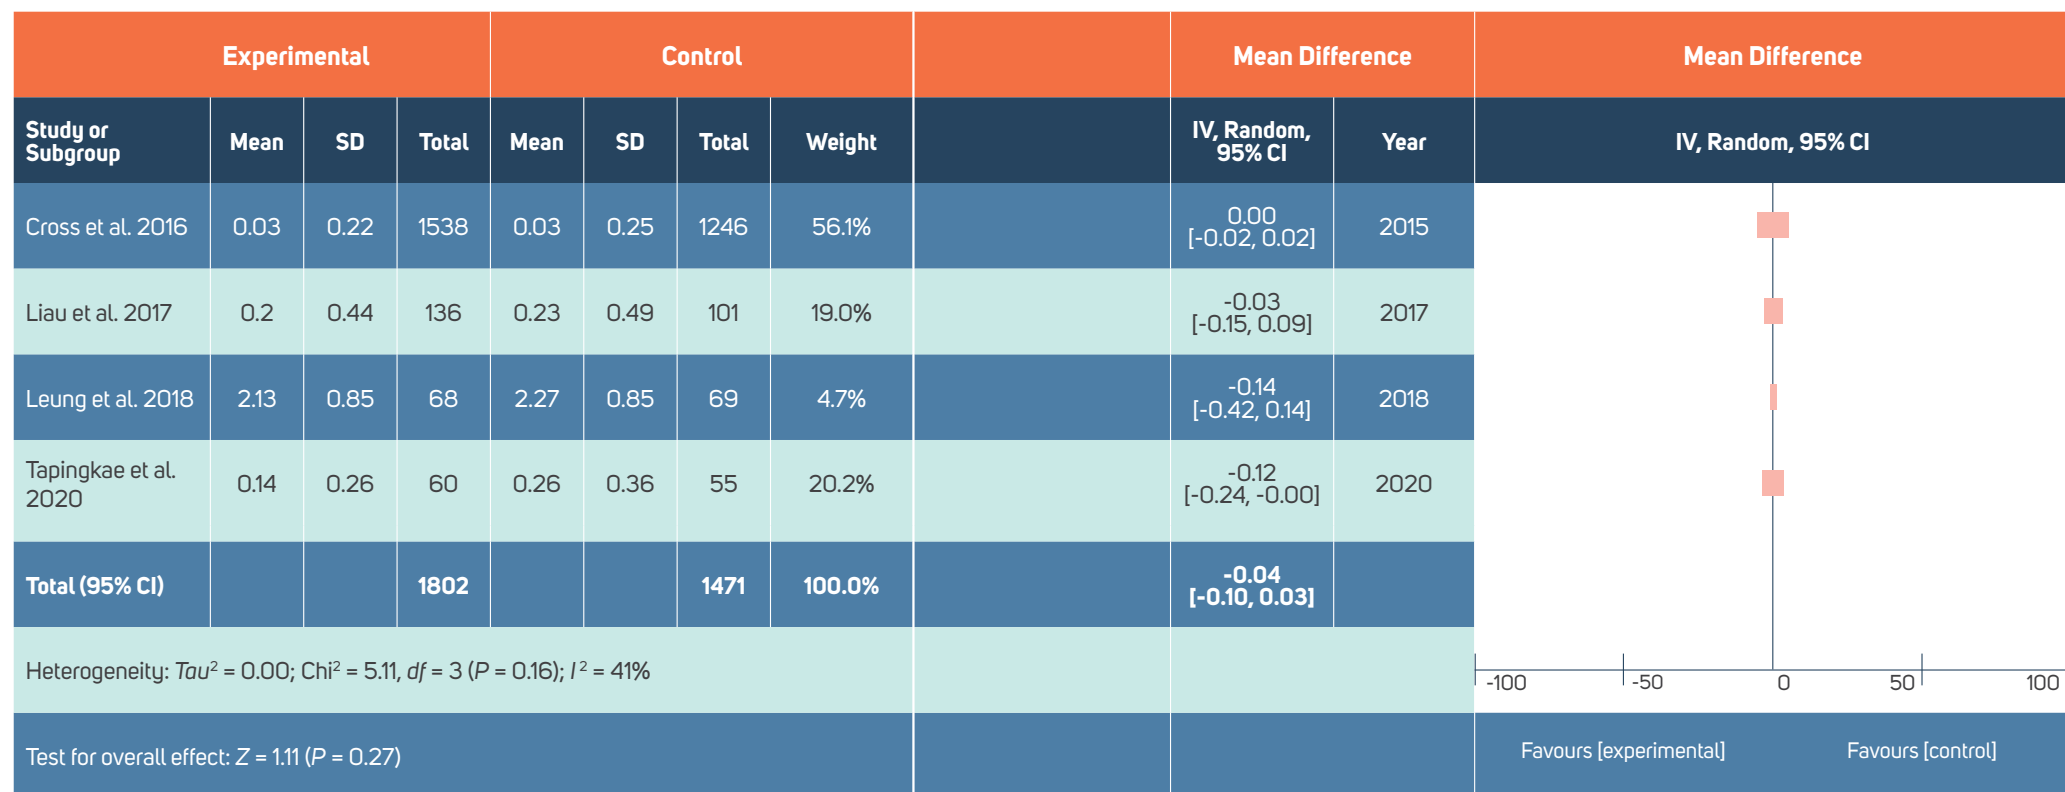 Experimental Control Mean Difference Mean Difference
Study or Subgroup Mean SD Total Mean SD Total Weight IV, Random, 95% CI Year IV, Random, 95% CI
Cross et al. 2016 0.03 0.22 1538 0.03 0.25 1246 56.1% 0.00 [-0.02, 0.02] 2015
Liau et al. 2017 0.2 0.44 136 0.23 0.49 101 19.0% -0.03 [-0.15, 0.09] 2017
Leung et al. 2018 2.13 0.85 68 2.27 0.85 69 4.7% -0.14 [-0.42, 0.14] 2018
Tapingkae et al. 2020 0.14 0.26 60 0.26 0.36 55 20.2% -0.12 [-0.24, -0.00] 2020
Total (95% CI) 1802 1471 100.0% -0.04 [-0.10, 0.03]
Heterogeneity: Tau² = 0.00; Chi² = 5.11, df = 3 (P = 0.16); I² = 41%
-100 -50 0 50 100
Test for overall effect: Z = 1.11 (P = 0.27)
Favours [experimental] Favours [control]